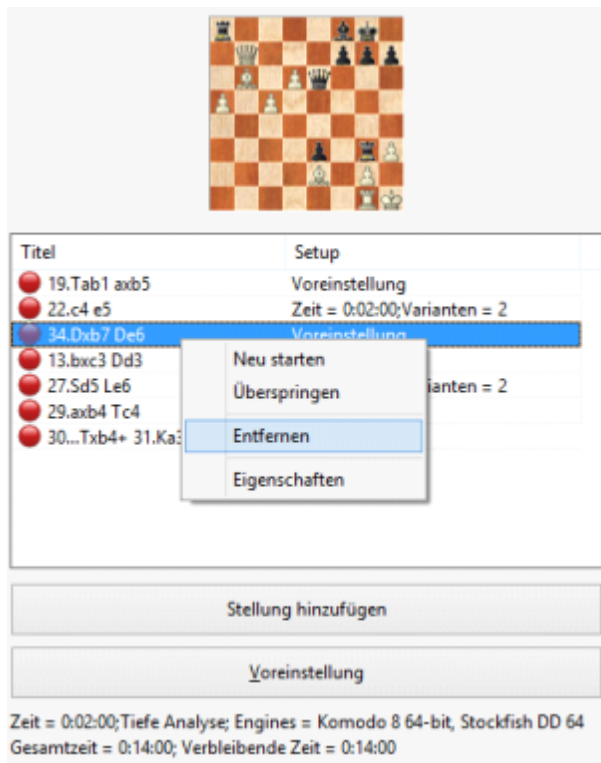 Titel Setup
19.Tab1 axb5 Voreinstellung
22.c4 e5 Zeit = 0:02:00;Varianten = 2
34.Dxb7 De6 Voreinstellung
13.bxc3 Dd3
27.Sd5 Le6 ianten = 2
29.axb4 Tc4
30...Txb4+ 31.Ka3
Neu starten
Überspringen
Entfernen
Eigenschaften
Stellung hinzufügen
Voreinstellung
Zeit = 0:02:00;Tiefe Analyse; Engines = Komodo 8 64-bit, Stockfish DD 64
Gesamtzeit = 0:14:00; Verbleibende Zeit = 0:14:00